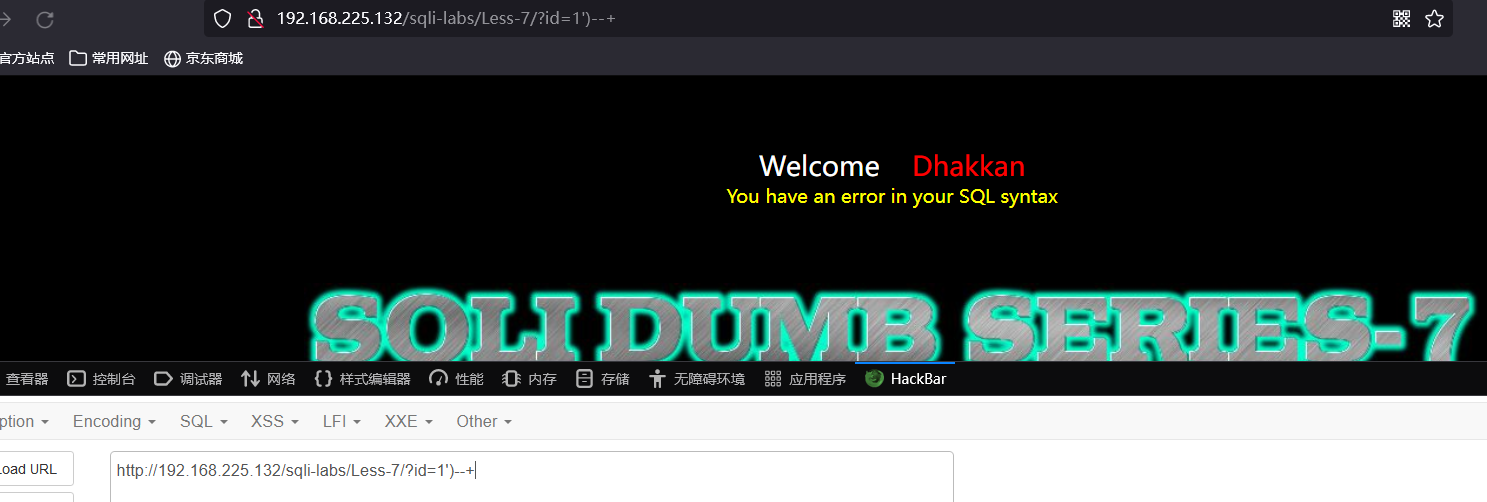 192.168.225.132/sqli-labs/Less-7/?id=1')--+
官方站点 常用网址 京东商城
Welcome Dhakkan
You have an error in your SQL syntax
SQLI DUMB SERIES-7
查看器 控制台 调试器 网络 样式编辑器 性能 内存 存储 无障碍环境 应用程序 HackBar
ption Encoding SQL XSS LFI XXE Other
Load URL http://192.168.225.132/sqli-labs/Less-7/?id=1')--+